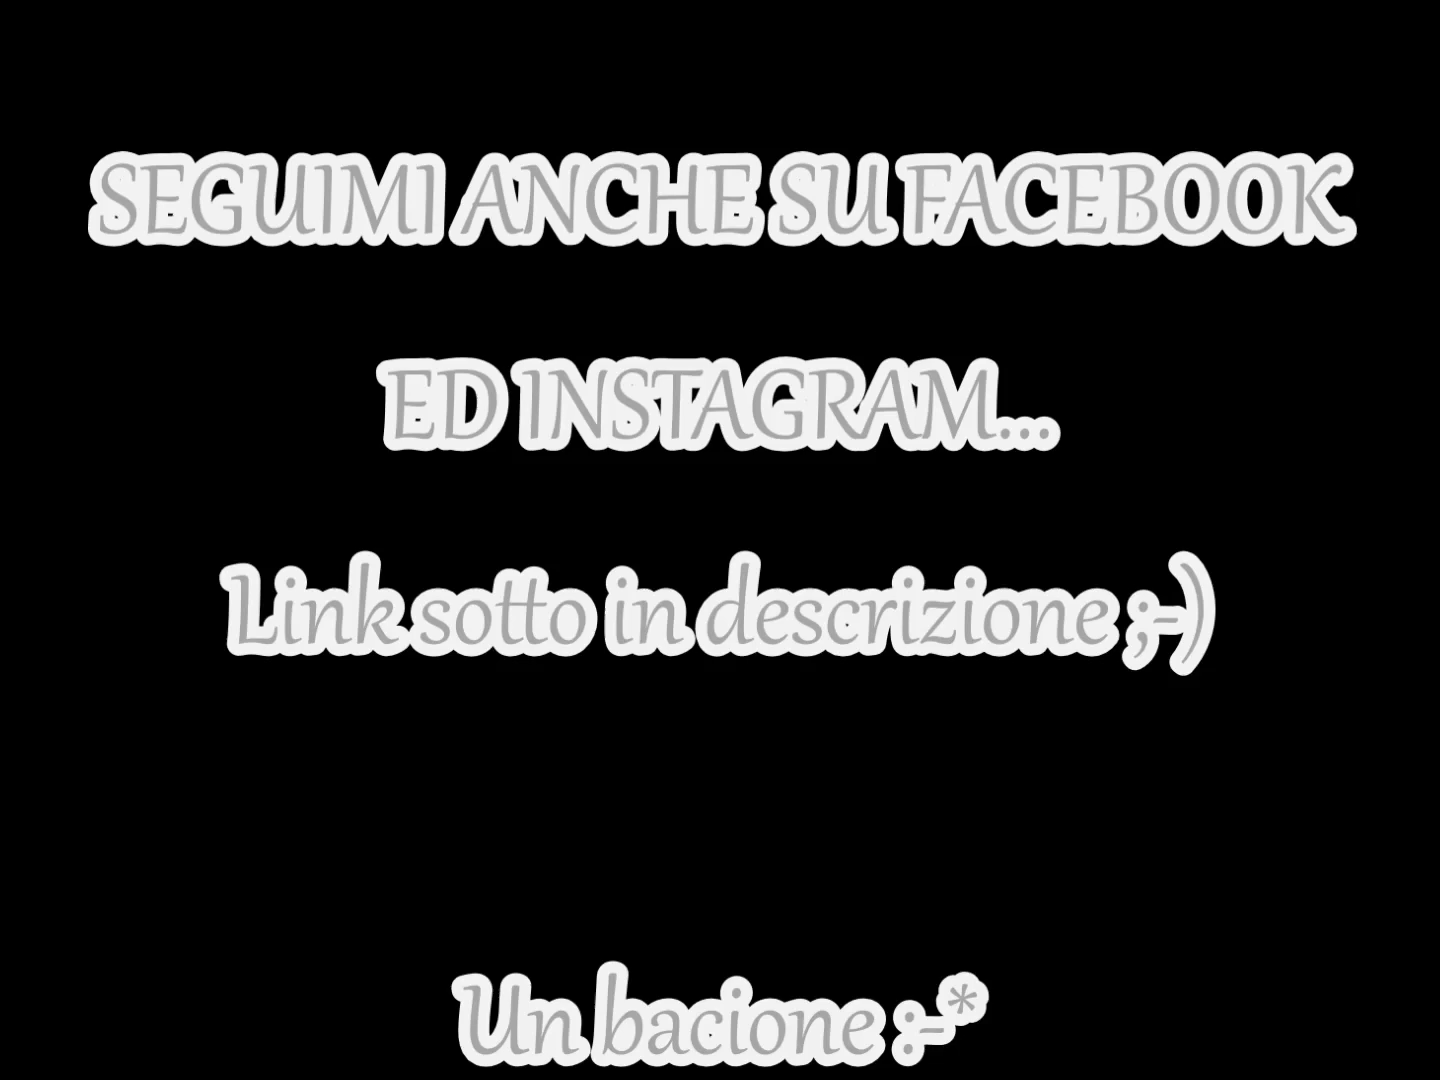 SEGUIMI ANCHE SU FACEBOOK
ED INSTAGRAM...
Link sotto in descrizione ;-)
Un bacione :-*